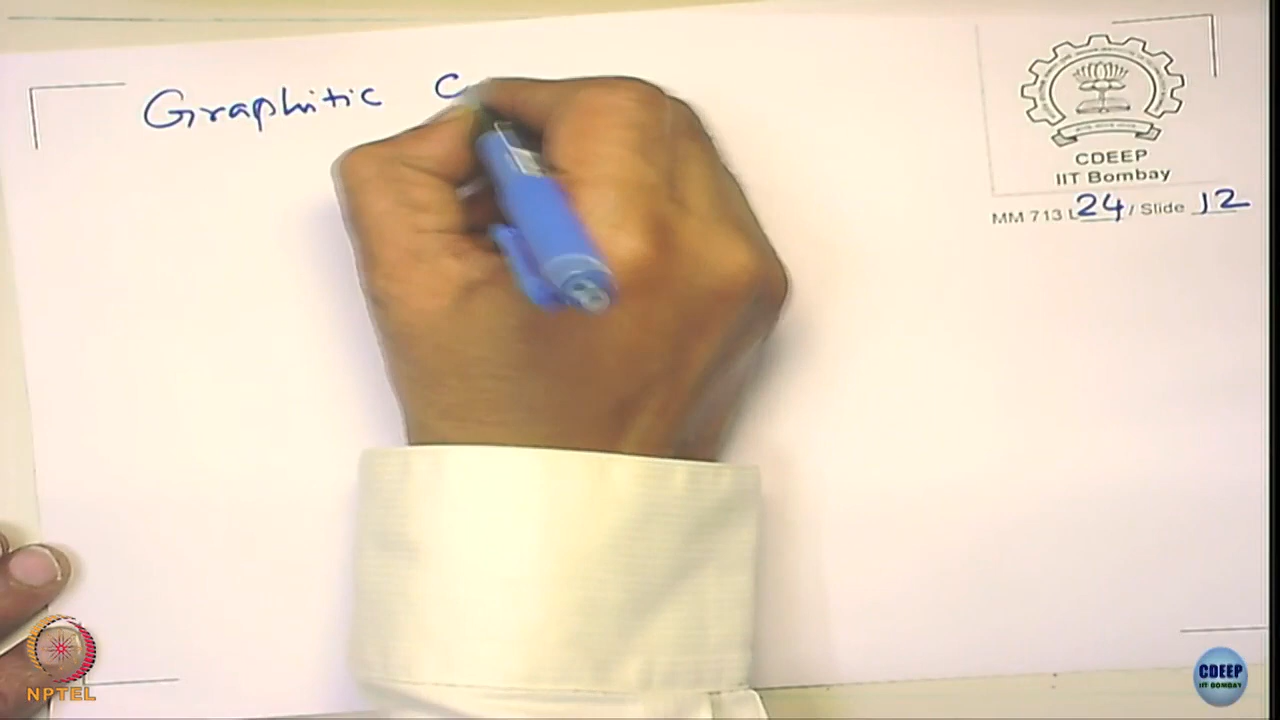 Graphitic C
CDEEP
IIT Bombay
MM 713 L24 / Slide 12
NPTEL
CDEEP
IIT BOMBAY